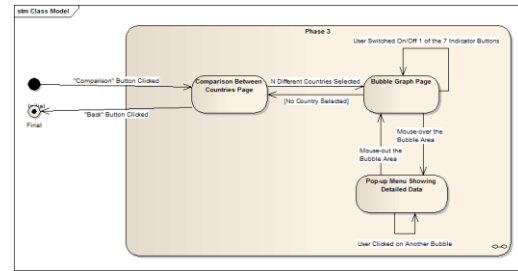 stm Class Model
Phase 3
User Switched On/Off 1 of the 7 Indicator Buttons
"Comparison" Button Clicked
Comparison Between
Countries Page
N Different Countries Selected
Bubble Graph Page
[No Country Selected]
Initial
"Back" Button Clicked
Final
Mouse-over the
Bubble Area
Mouse-out the
Bubble Area
Pop-up Menu Showing
Detailed Data
User Clicked on Another Bubble